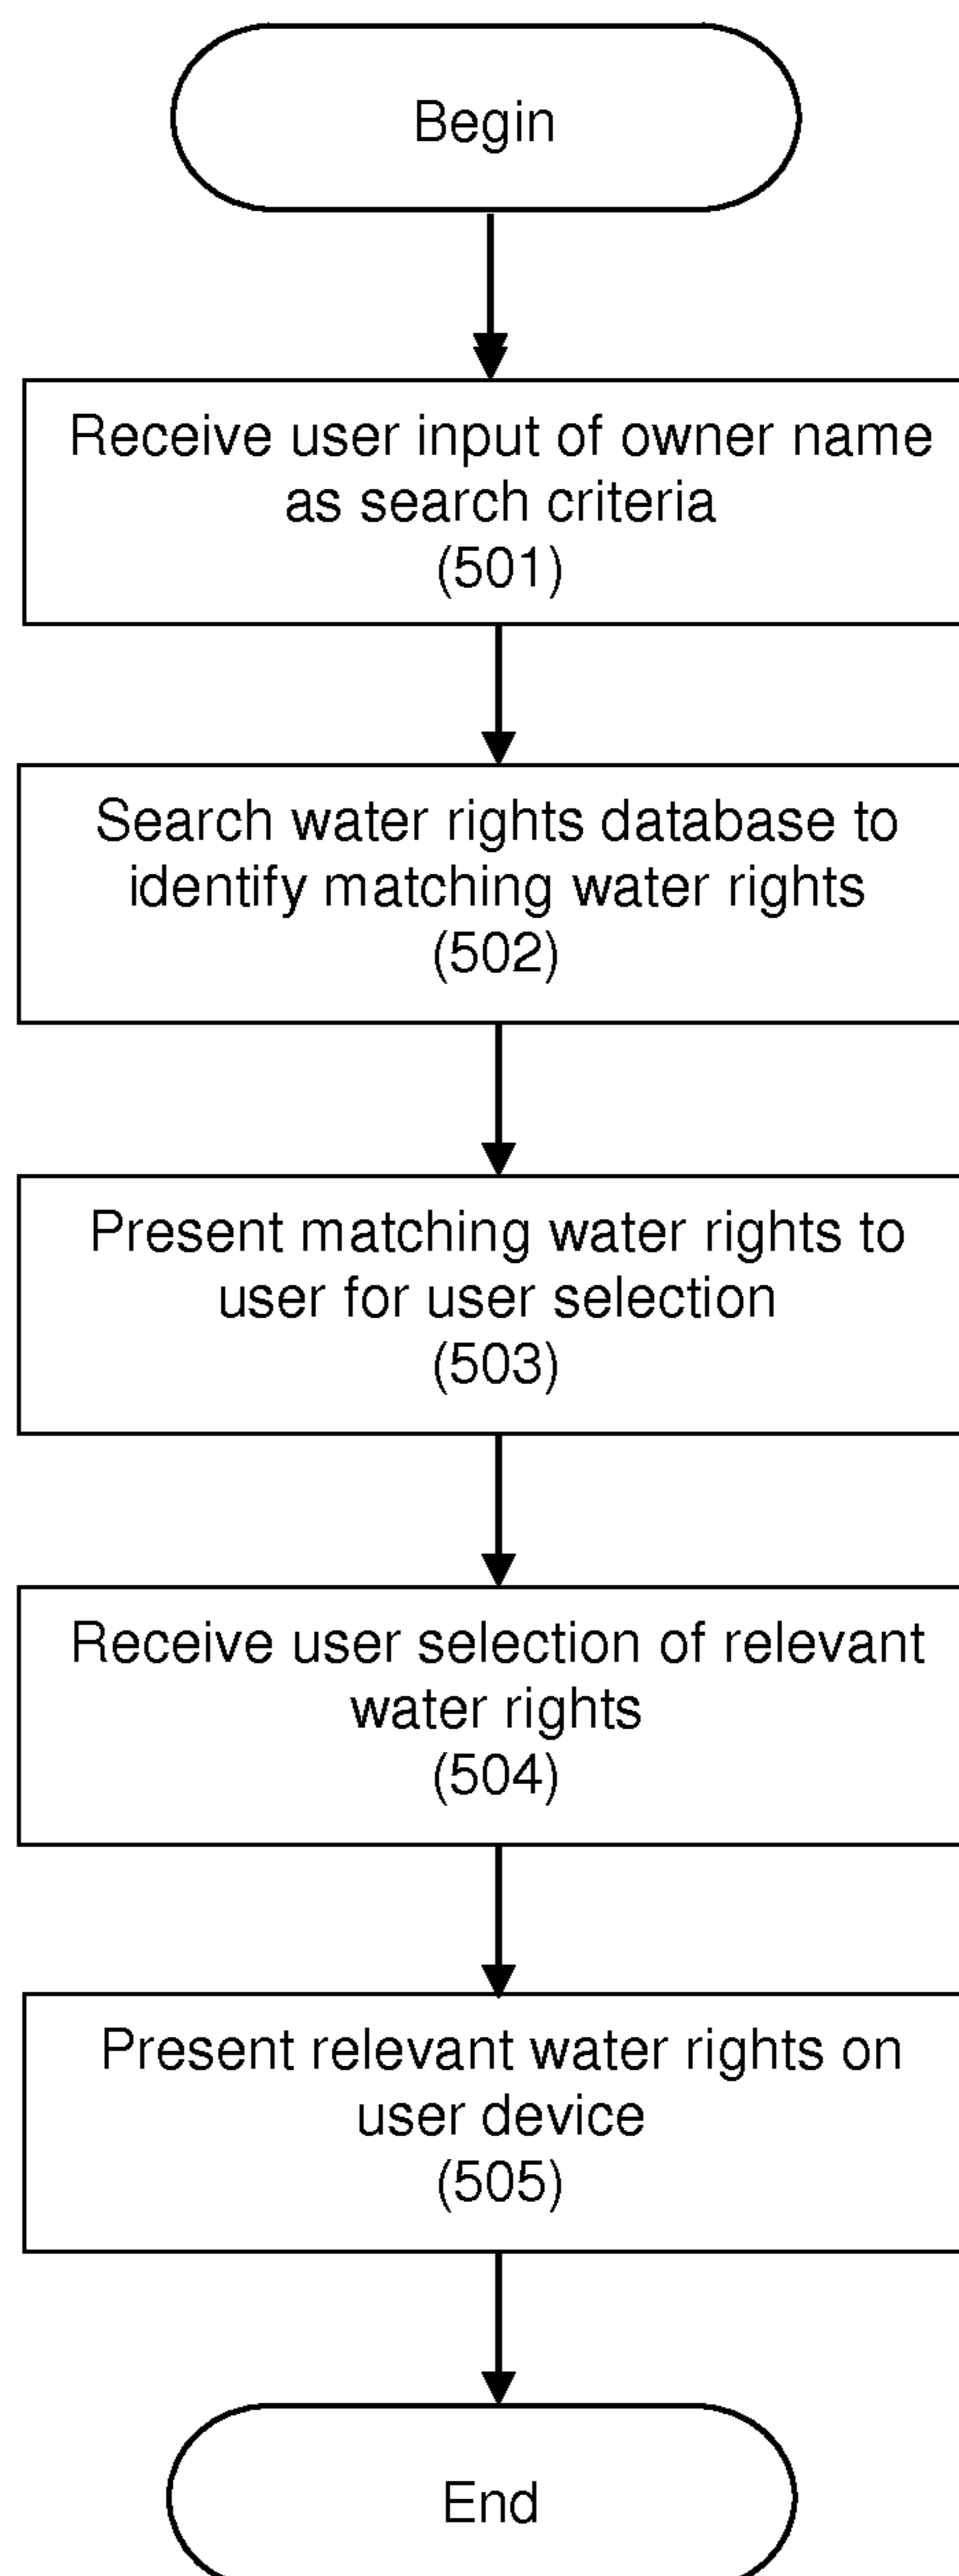 Begin
Receive user input of owner name
as search criteria
(501)
Search water rights database to
identify matching water rights
(502)
Present matching water rights to
user for user selection
(503)
Receive user selection of relevant
water rights
(504)
Present relevant water rights on
user device
(505)
End